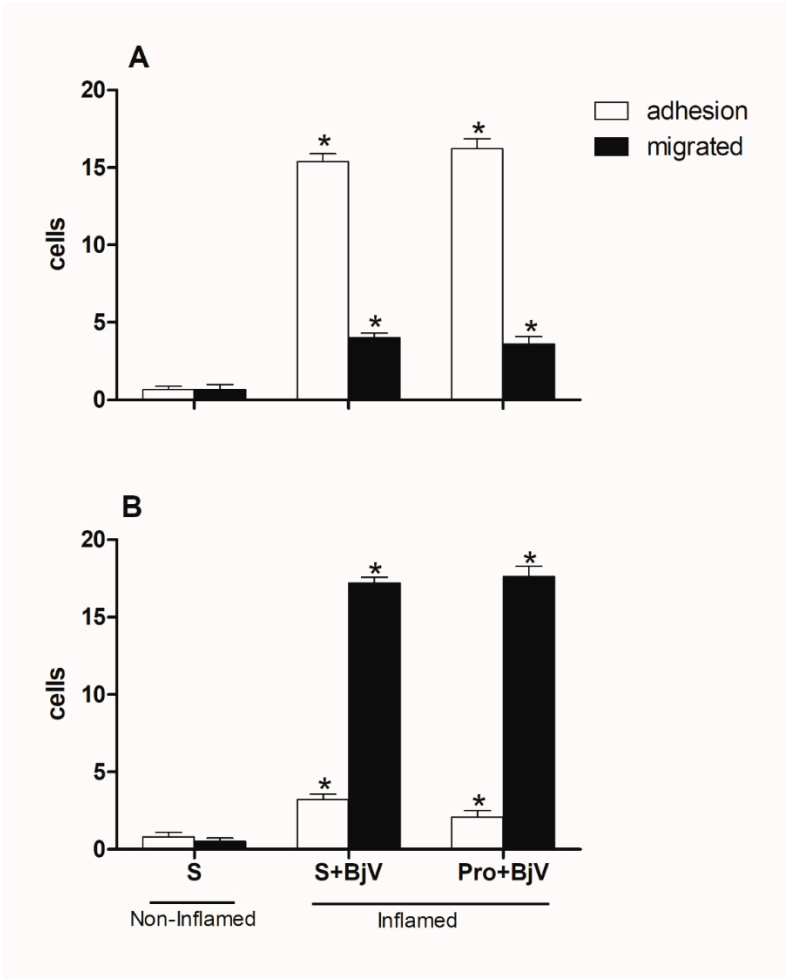 A
20
15
10
5
0
cells
adhesion
migrated
* * * *
B
20
15
10
5
0
cells
* * * *
S S+BjV Pro+BjV
Non-Inflamed Inflamed